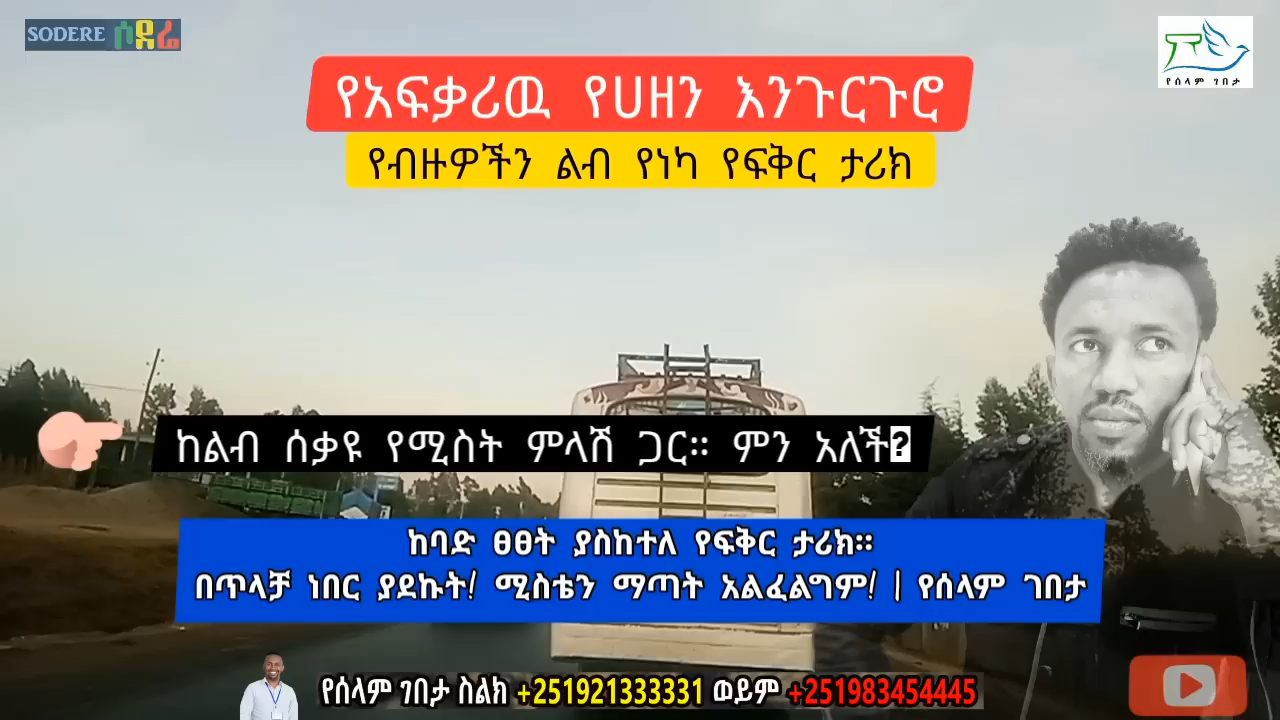 SODERE ሶደሬ
የሰላም ገበታ
የአፍቃሪዉ የሀዘን እንጉርጉሮ
የብዙዎችን ልብ የነካ የፍቅር ታሪክ
ከልብ ሰቃዩ የሚስት ምላሽ ጋር። ምን አለች
ከባድ ፀፀት ያስከተለ የፍቅር ታሪክ።
በጥላቻ ነበር ያደኩት! ሚስቴን ማጣት አልፈልግም! | የሰላም ገበታ
የሰላም ገበታ ስልክ +251921333331 ወይም +251983454445